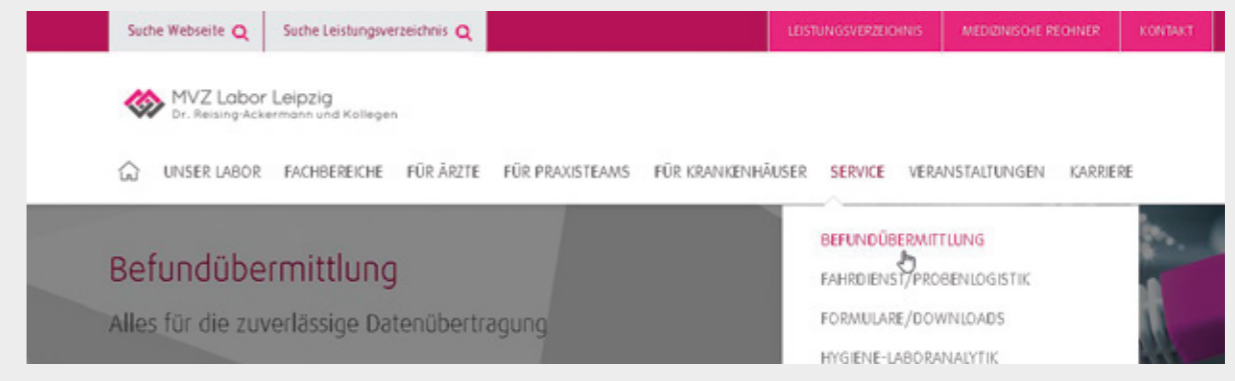 Suche Webseite Suche Leistungsverzeichnis LEISTUNGSVERZEICHNIS MEDIZINISCHE RECHNER KONTAKT
MVZ Labor Leipzig
Dr. Reising-Ackermann und Kollegen
UNSER LABOR FACHBEREICHE FÜR ÄRZTE FÜR PRAXISTEAMS FÜR KRANKENHÄUSER SERVICE VERANSTALTUNGEN KARRIERE
Befundübermittlung
Alles für die zuverlässige Datenübertragung
BEFUNDÜBERMITTLUNG
FAHRDIENST/PROBENLOGISTIK
FORMULARE/DOWNLOADS
HYGIENE-LABORANALYTIK